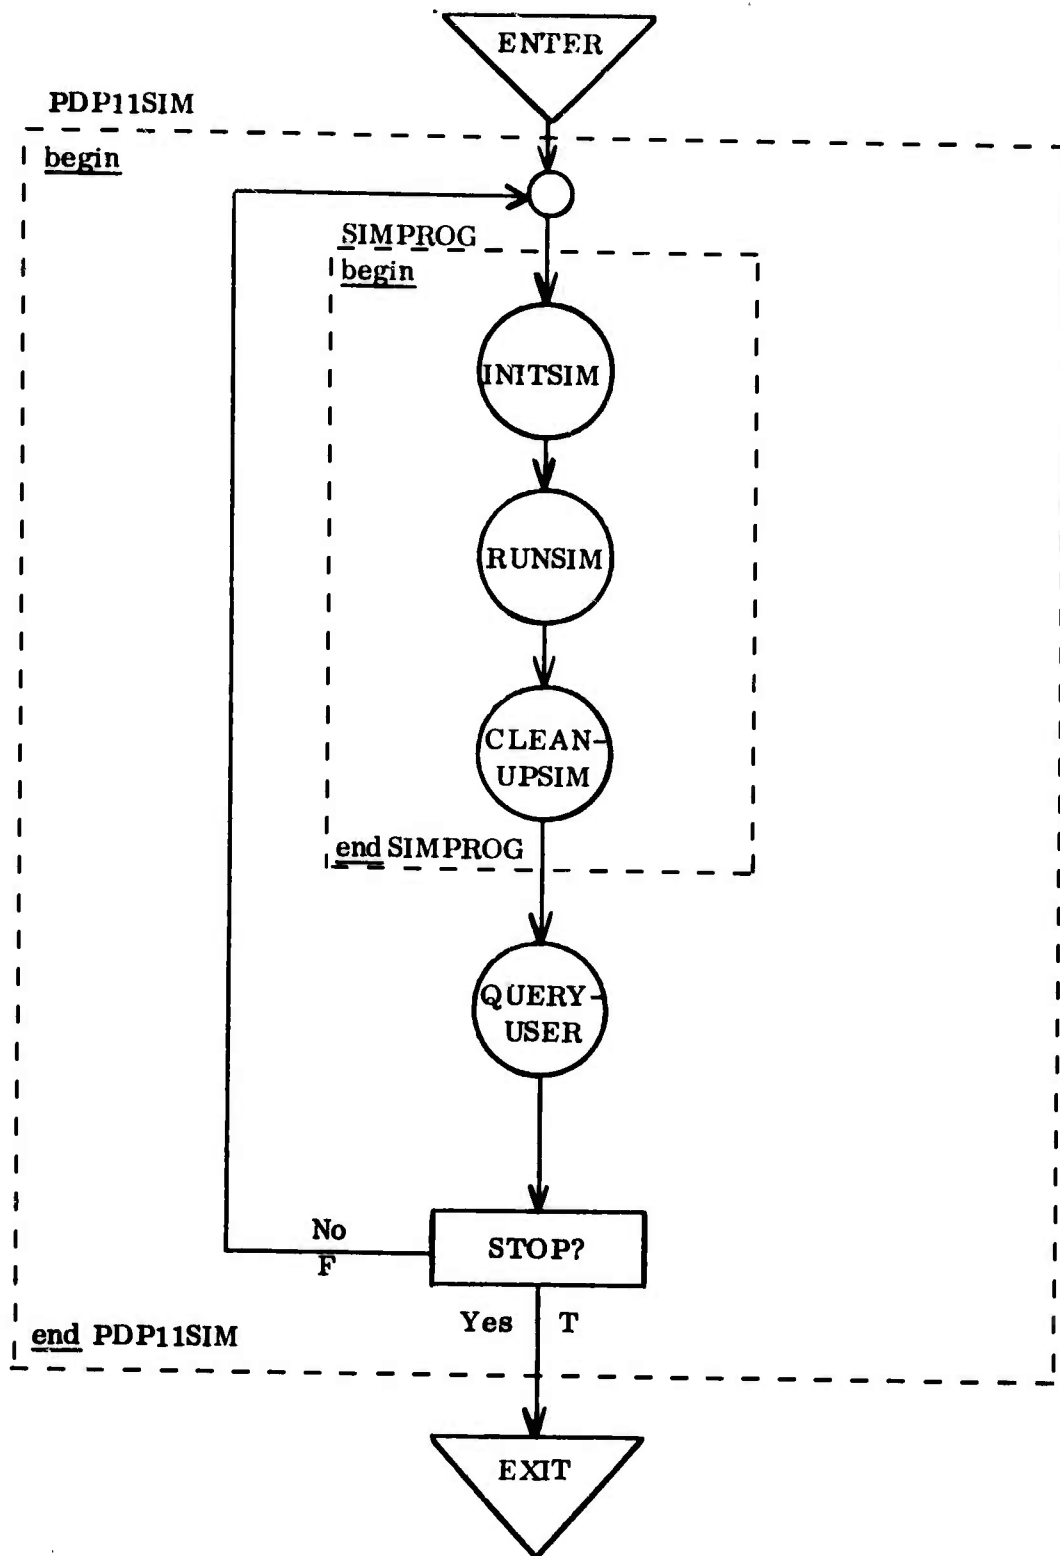 ENTER
PDP11SIM
begin
SIMPROG
begin
INITSIM
RUNSIM
CLEAN-
UPSIM
end SIMPROG
QUERY-
USER
No
F
STOP?
Yes T
end PDP11SIM
EXIT